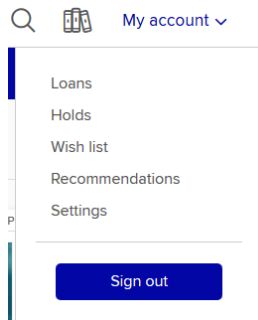 My account
Loans
Holds
Wish list
Recommendations
Settings
P
Sign out